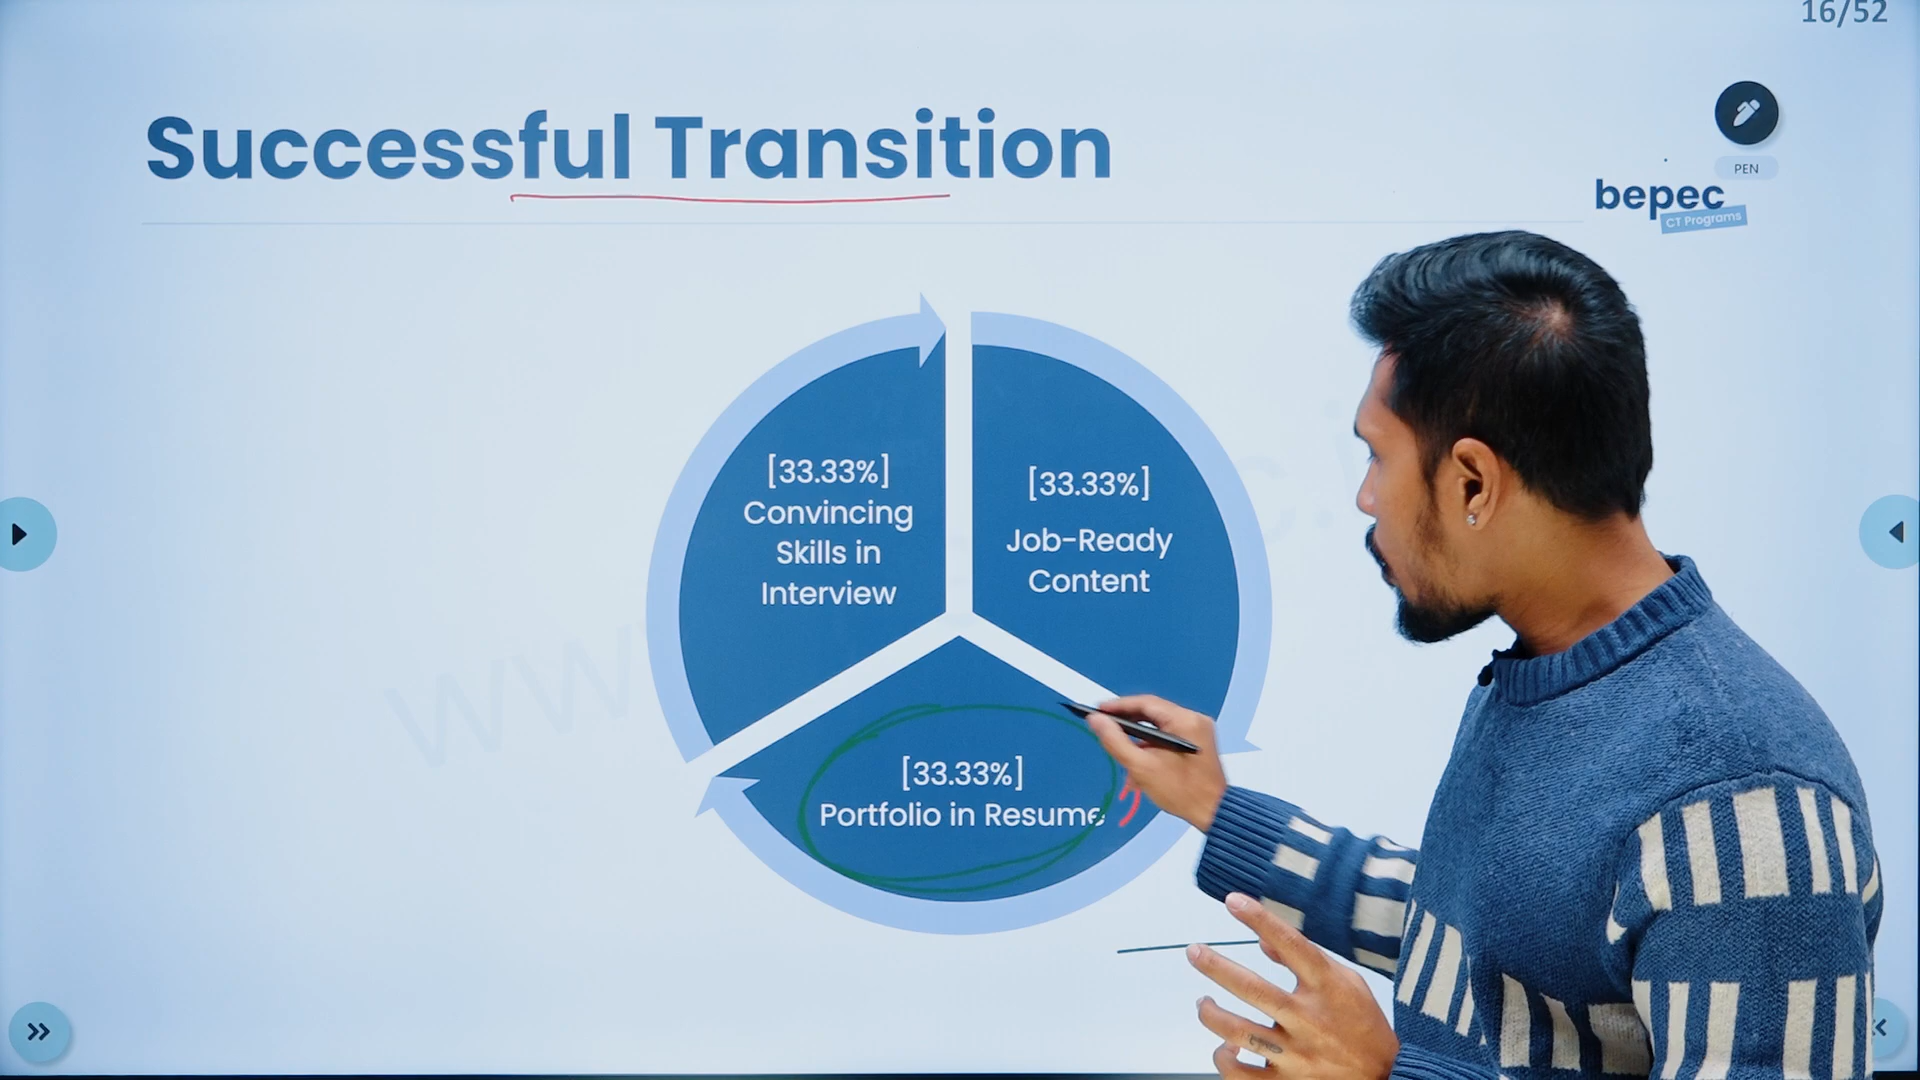 16/52
Successful Transition
PEN
bepec
CT Programs
[33.33%]
Convincing
Skills in
Interview
[33.33%]
Job-Ready
Content
[33.33%]
Portfolio in Resume